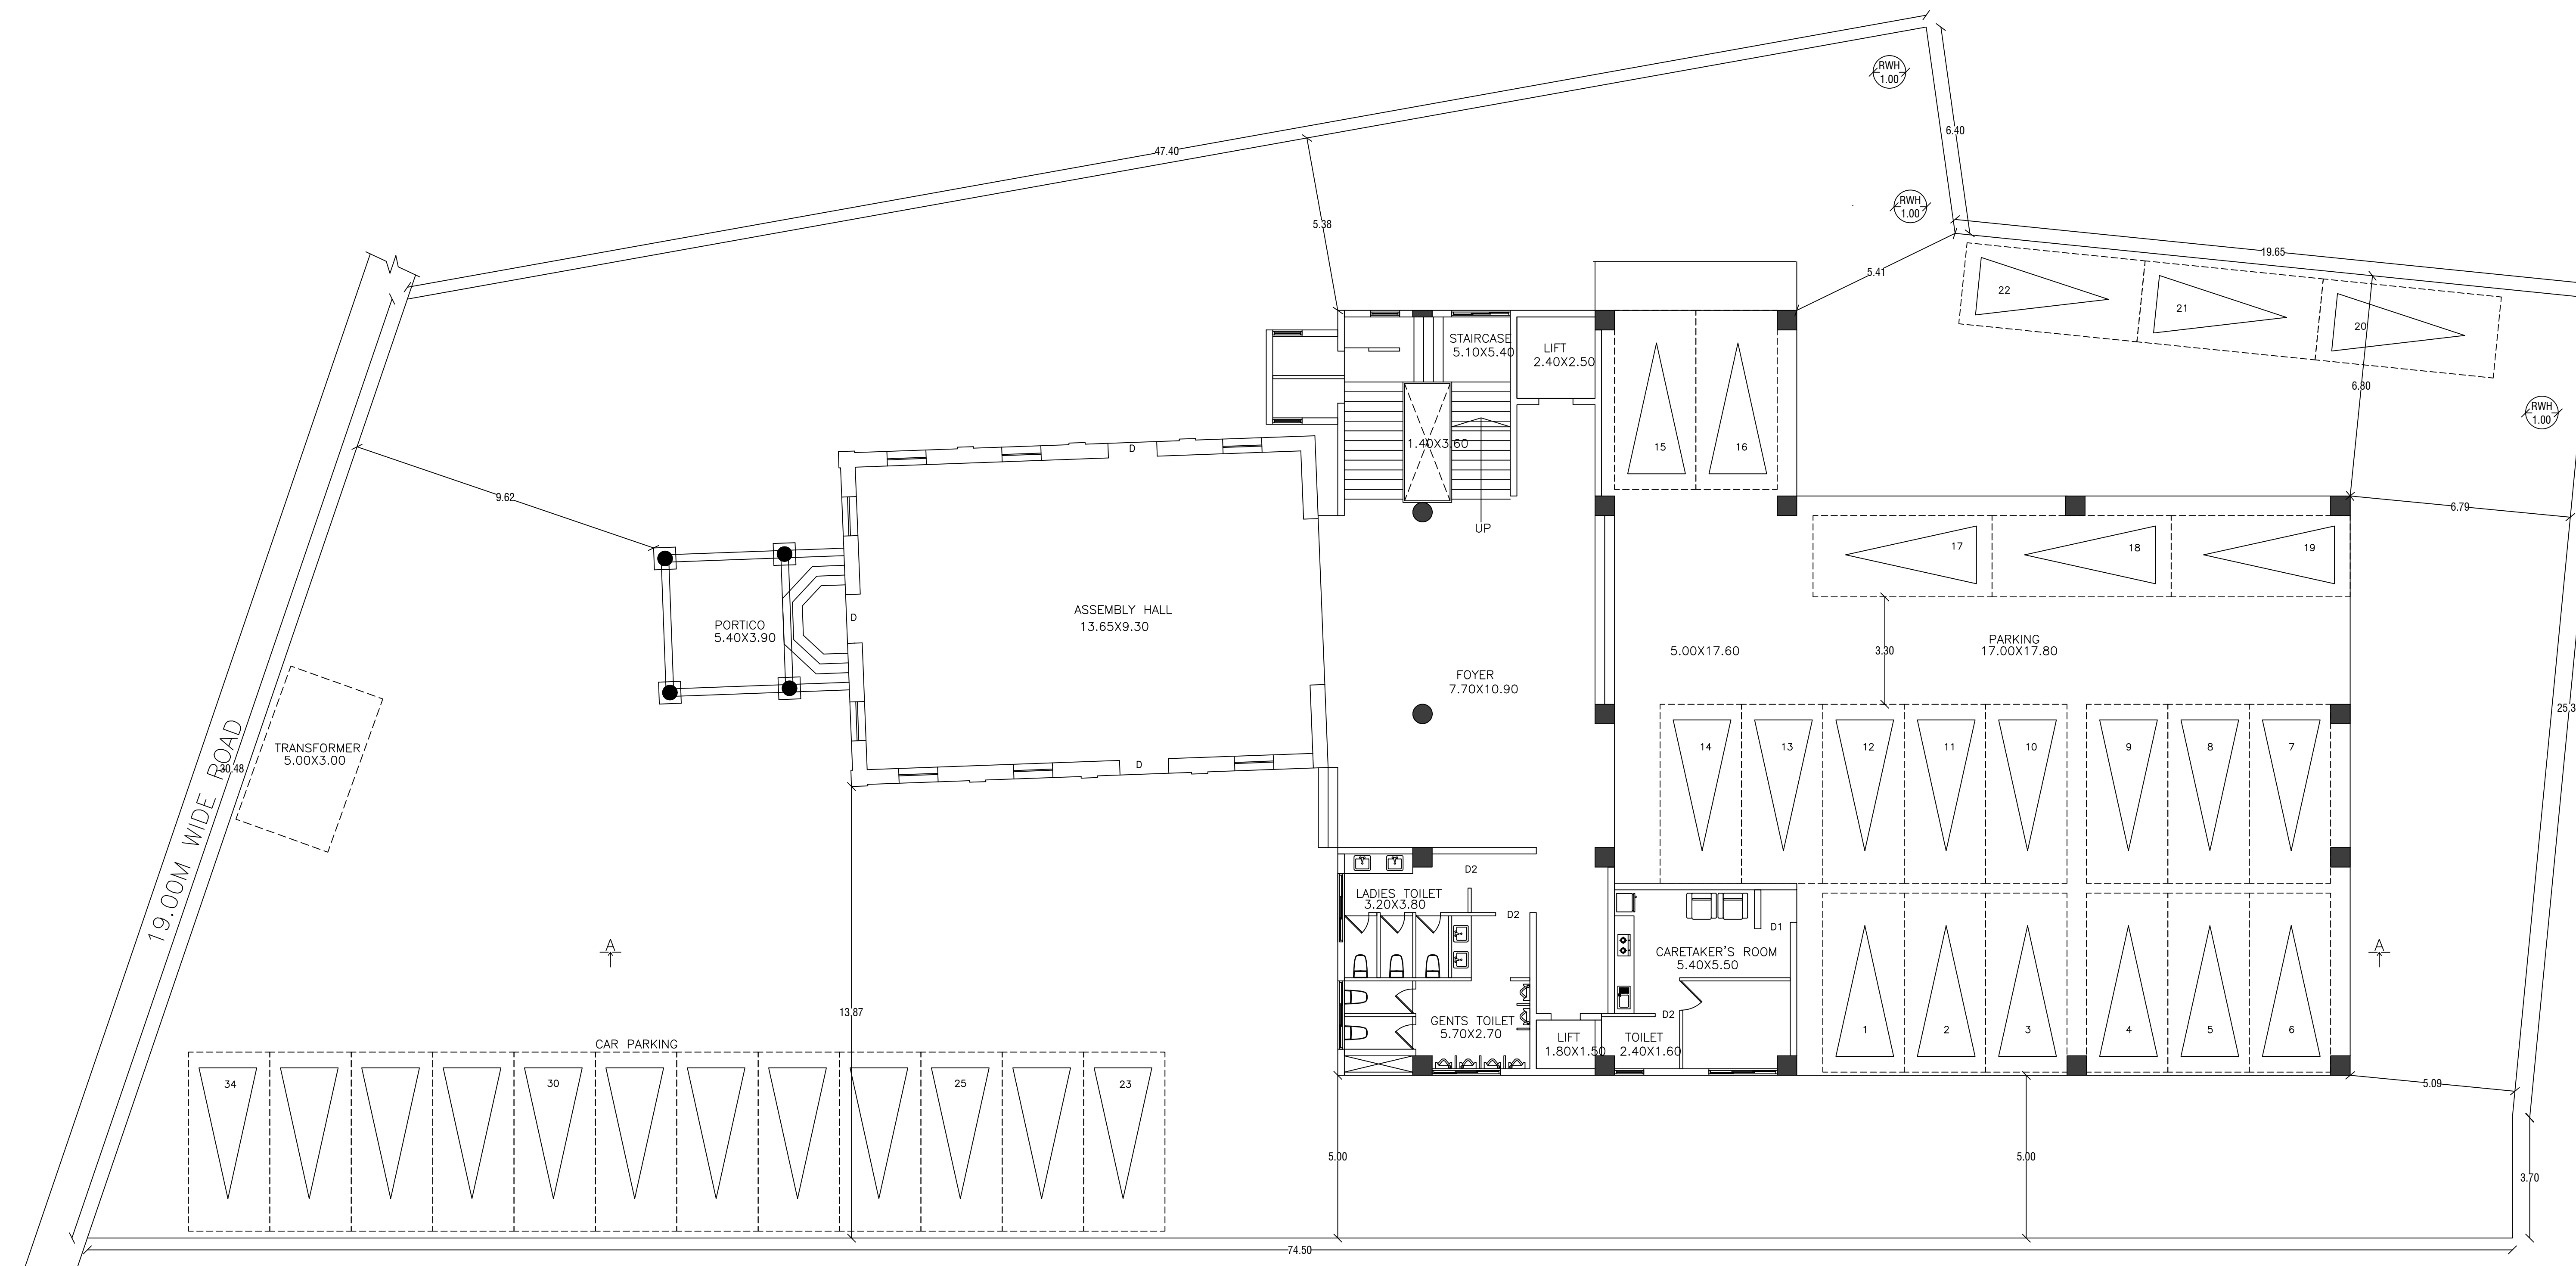 RWH
1.00
6.40
47.40
RWH
1.00
5.38
19.65
5.41
22
21
20
STAIRCASE
5.10X5.40
LIFT
2.40X2.50
6.80
RWH
1.00
1.40X3.60
15
16
D
9.62
6.79
UP
17
18
19
ASSEMBLY HALL
13.65X9.30
D
PORTICO
5.40X3.90
PARKING
17.00X17.80
5.00X17.60
3.30
FOYER
7.70X10.90
25.3
TRANSFORMER
5.00X3.00
30.48
19.00M WIDE ROAD
D
14
13
12
11
10
9
8
7
D2
LADIES TOILET
3.20X3.80
D2
D1
A
CARETAKER'S ROOM
5.40X5.50
A
13.87
GENTS TOILET
5.70X2.70
D2
LIFT
1.80X1.50
TOILET
2.40X1.60
1
2
3
4
5
6
CAR PARKING
34
30
25
23
5.09
5.00
5.00
3.70
74.50